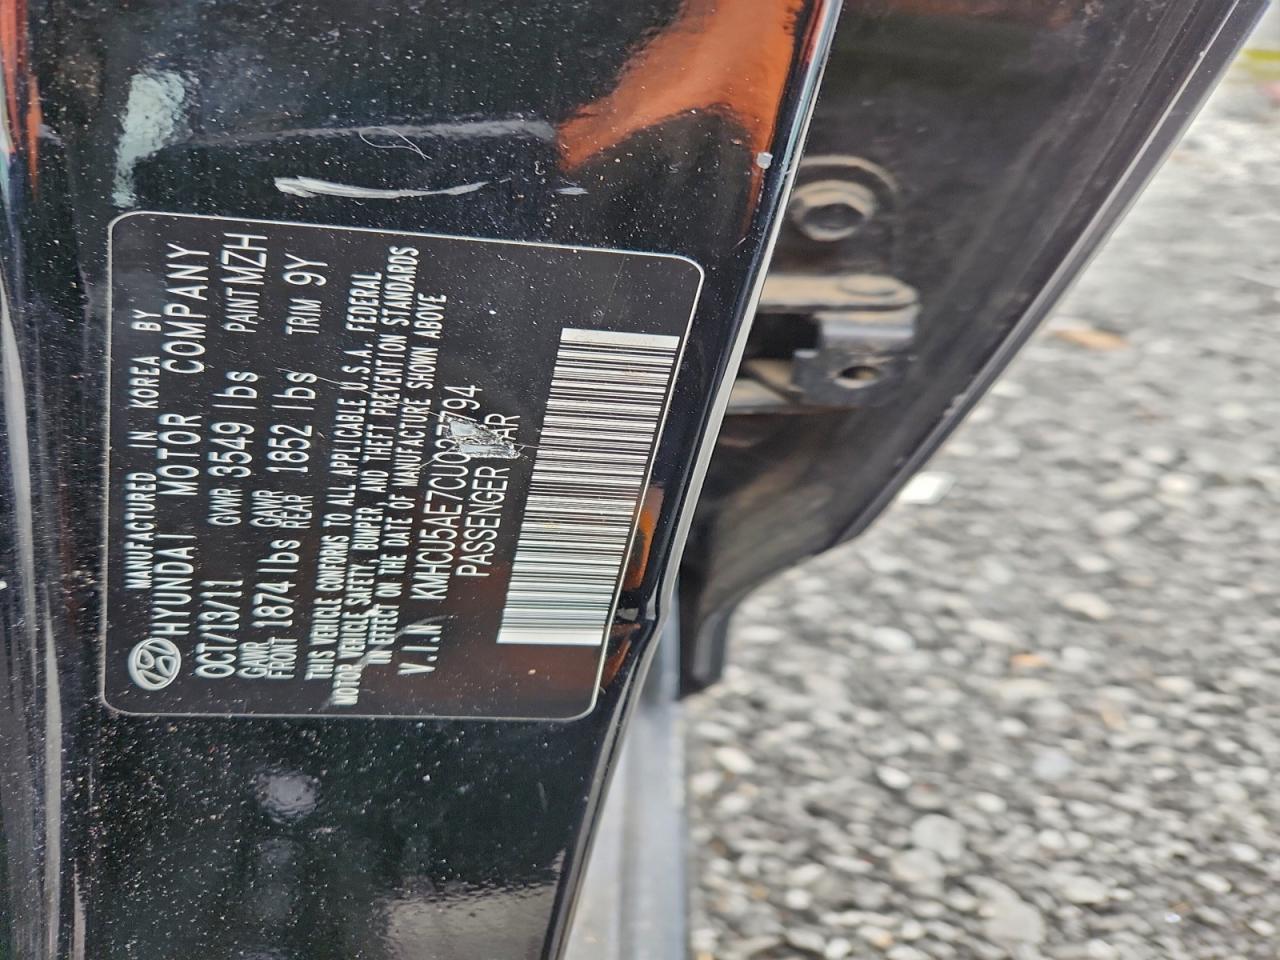 MANUFACTURED IN KOREA BY
HYUNDAI MOTOR COMPANY
OCT/13/11 GVWR 3549 lbs PAINT MZH
GAWR FRONT 1874 lbs GAWR REAR 1852 lbs TRIM 9Y
THIS VEHICLE CONFORMS TO ALL APPLICABLE U.S.A. FEDERAL
MOTOR VEHICLE SAFETY, BUMPER, AND THEFT PREVENTION STANDARDS
IN EFFECT ON THE DATE OF MANUFACTURE SHOWN ABOVE
V.I.N KMHCU5AE7CU027794
PASSENGER